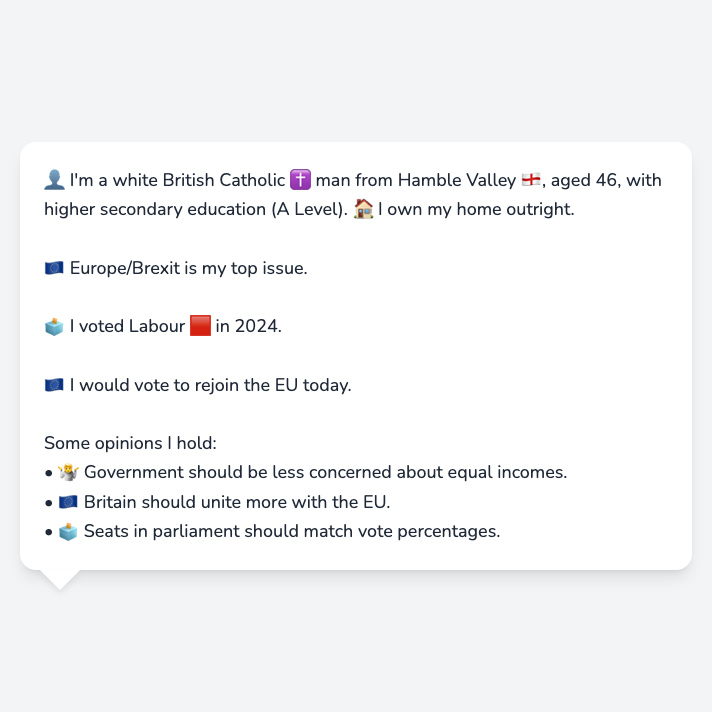 👤 I'm a white British Catholic ✝️ man from Hamble Valley 🏴󠁧󠁢󠁥󠁮󠁧󠁿, aged 46, with
higher secondary education (A Level). 🏠 I own my home outright.
🇪🇺 Europe/Brexit is my top issue.
🗳️ I voted Labour 🟥 in 2024.
🇪🇺 I would vote to rejoin the EU today.
Some opinions I hold:
• 🤷 Government should be less concerned about equal incomes.
• 🇪🇺 Britain should unite more with the EU.
• 🗳️ Seats in parliament should match vote percentages.